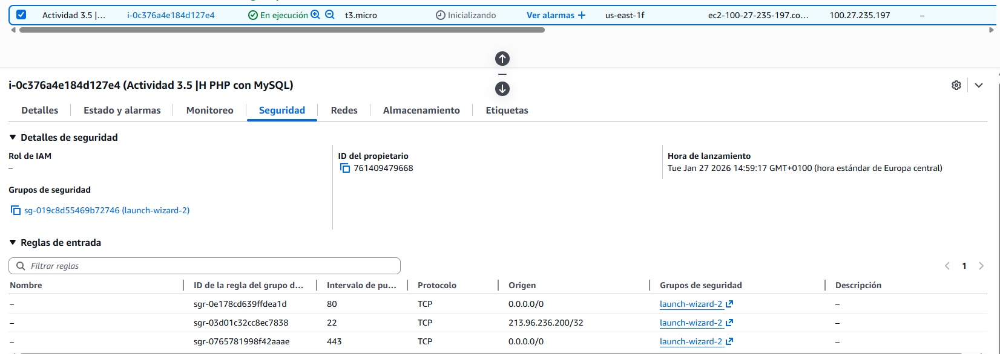 Actividad 3.5 |... i-0c376a4e184d127e4 En ejecución t3.micro Inicializando Ver alarmas + us-east-1f ec2-100-27-235-197.co... 100.27.235.197 –
i-0c376a4e184d127e4 (Actividad 3.5 |H PHP con MySQL)
Detalles Estado y alarmas Monitoreo Seguridad Redes Almacenamiento Etiquetas
Detalles de seguridad
Rol de IAM ID del propietario Hora de lanzamiento
– 761409479668 Tue Jan 27 2026 14:59:17 GMT+0100 (hora estándar de Europa central)
Grupos de seguridad
sg-019c8d55469b72746 (launch-wizard-2)
Reglas de entrada
Filtrar reglas 1
Nombre ID de la regla del grupo d... Intervalo de pu... Protocolo Origen Grupos de seguridad Descripción
– sgr-0e178cd639ffdea1d 80 TCP 0.0.0.0/0 launch-wizard-2 –
– sgr-03d01c32cc8ec7838 22 TCP 213.96.236.200/32 launch-wizard-2 –
– sgr-0765781998f42aaae 443 TCP 0.0.0.0/0 launch-wizard-2 –